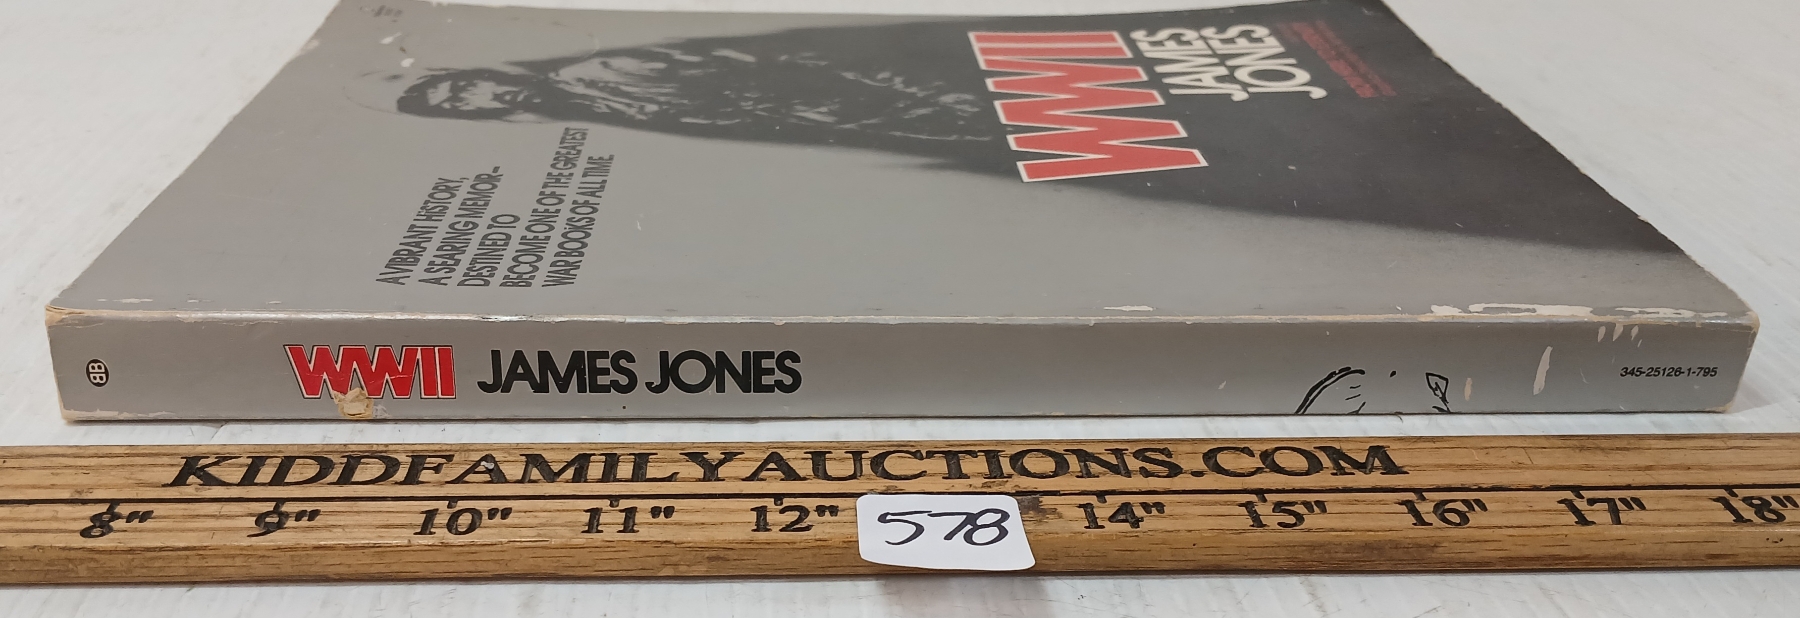 WWII
JAMES
JONES
A VIBRANT HISTORY,
A SEARING MEMOIR–
DESTINED TO
BECOME ONE OF THE GREATEST
WAR BOOKS OF ALL TIME.
BB
WWII JAMES JONES
345-25126-1-795
KIDDFAMILYAUCTIONS.COM
8" 9" 10" 11" 12" 14" 15" 16" 17" 18"
578